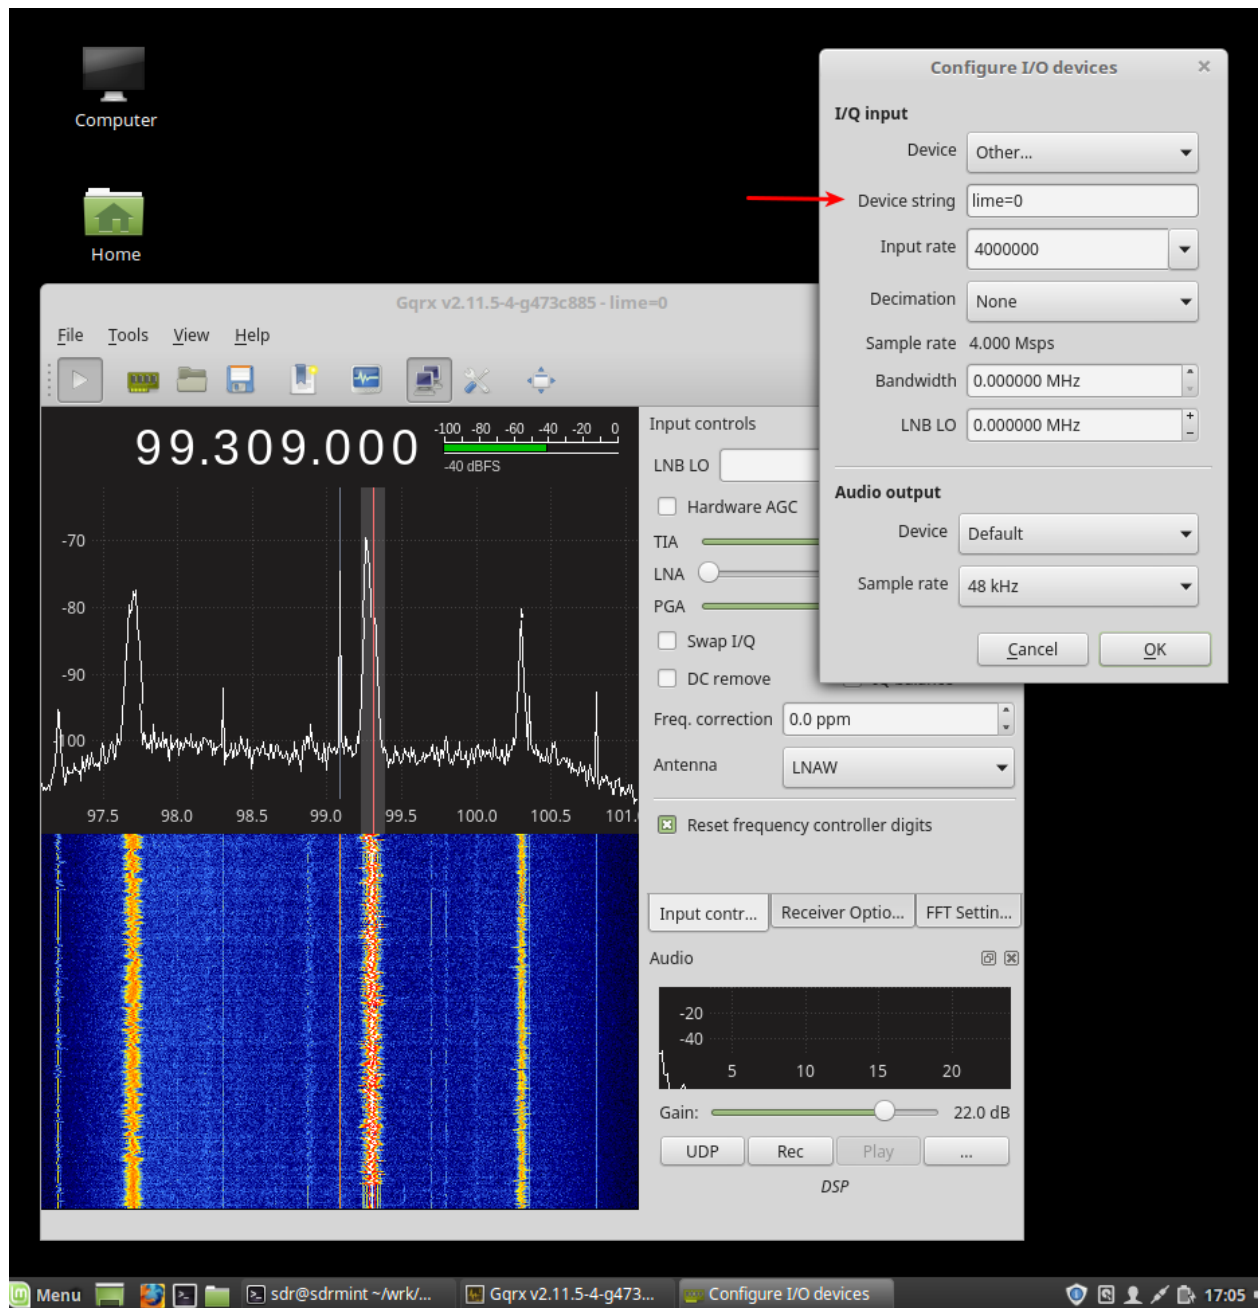 Computer
Home
Configure I/O devices
I/Q input
Device Other...
Device string lime=0
Input rate 4000000
Decimation None
Sample rate 4.000 Msps
Bandwidth 0.000000 MHz
LNB LO 0.000000 MHz
Audio output
Device Default
Sample rate 48 kHz
Cancel OK
Gqrx v2.11.5-4-g473c885 - lime=0
File Tools View Help
99.309.000
-100 -80 -60 -40 -20 0
-40 dBFS
-70
-80
-90
-100
97.5 98.0 98.5 99.0 99.5 100.0 100.5 101.
Input controls
LNB LO
Hardware AGC
TIA
LNA
PGA
Swap I/Q
DC remove
Freq. correction 0.0 ppm
Antenna LNAW
Reset frequency controller digits
Input contr... Receiver Optio... FFT Settin...
Audio
-20
-40
5 10 15 20
Gain: 22.0 dB
UDP Rec Play ...
DSP
Menu sdr@sdrmint ~/wrk/... Gqrx v2.11.5-4-g473... Configure I/O devices 17:05